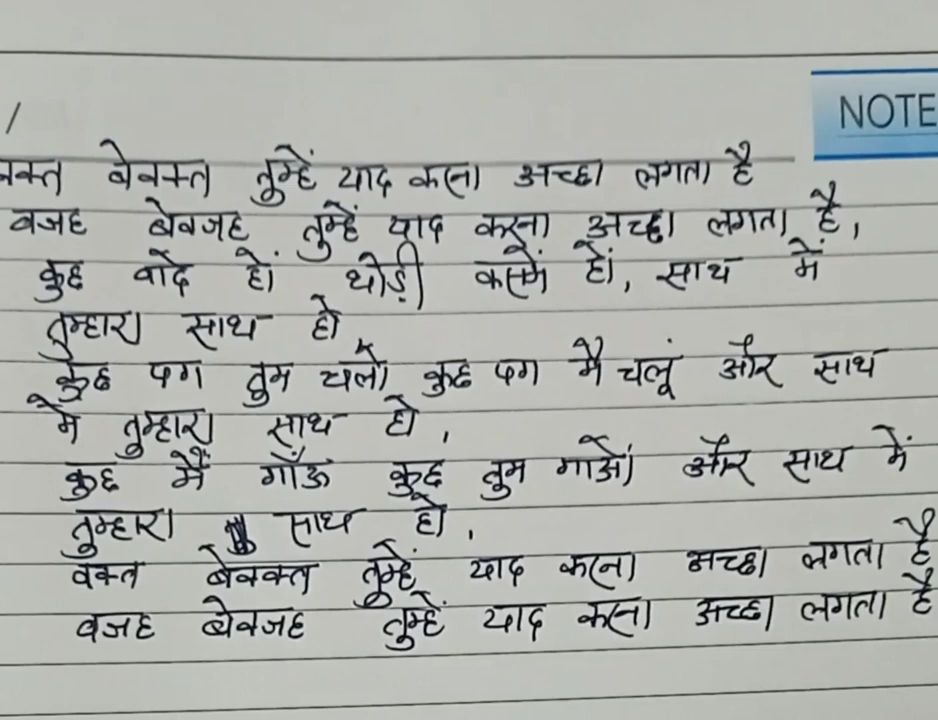 NOTE
वक्त बेवक्त तुम्हें याद करना अच्छा लगता है
वजह बेवजह तुम्हें याद करना अच्छा लगता है,
कुछ वादे हों थोड़ी कसमें हों, साथ में
तुम्हारा साथ हो,
कुछ पग तुम चलो कुछ पग मैं चलूं और साथ
में तुम्हारा साथ हो,
कुछ मैं गाँऊ कुछ तुम गाओ और साथ में
तुम्हारा साथ हो,
वक्त बेवक्त तुम्हें याद करना अच्छा लगता है
वजह बेवजह तुम्हें याद करना अच्छा लगता है